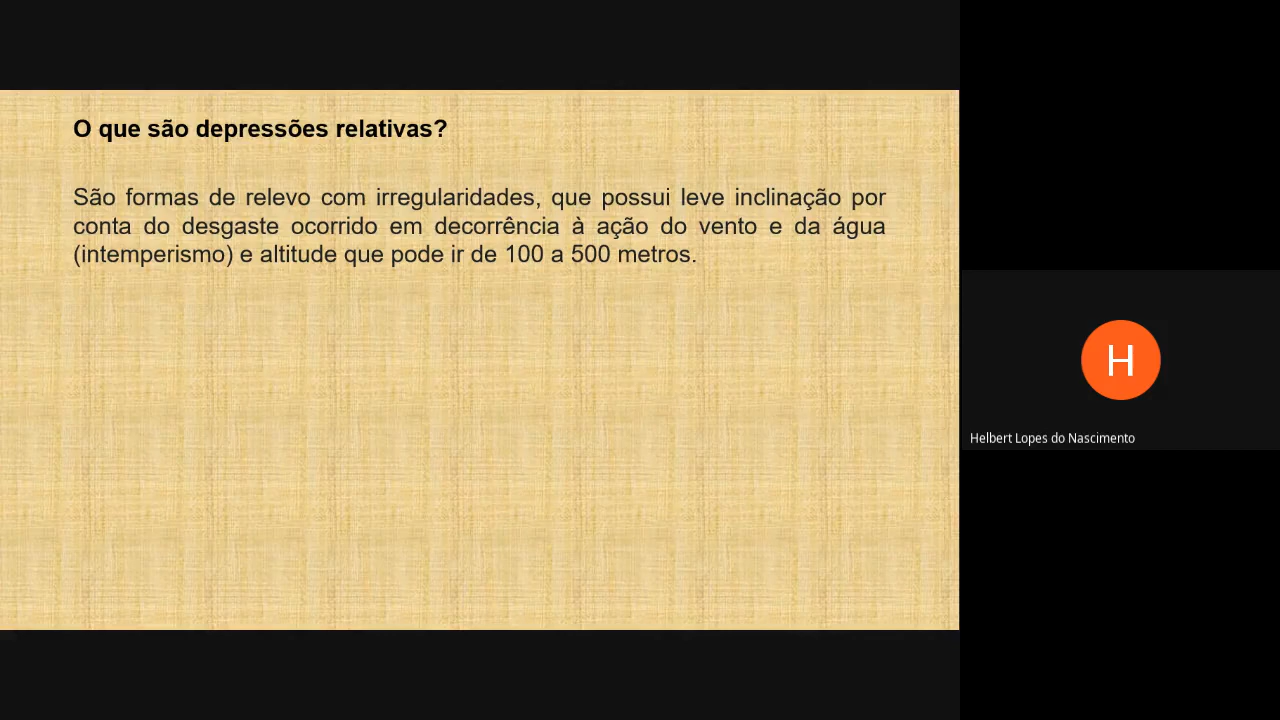 O que são depressões relativas?
São formas de relevo com irregularidades, que possui leve inclinação por
conta do desgaste ocorrido em decorrência à ação do vento e da água
(intemperismo) e altitude que pode ir de 100 a 500 metros.
H
Helbert Lopes do Nascimento